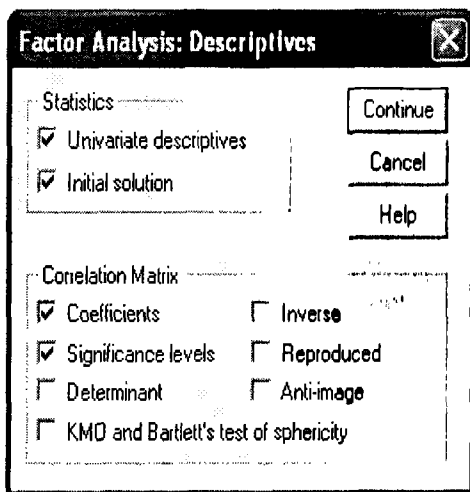 Factor Analysis: Descriptives
Statistics
Univariate descriptives
Initial solution
Continue
Cancel
Help
Correlation Matrix
Coefficients
Inverse
Significance levels
Reproduced
Determinant
Anti-image
KMO and Bartlett's test of sphericity